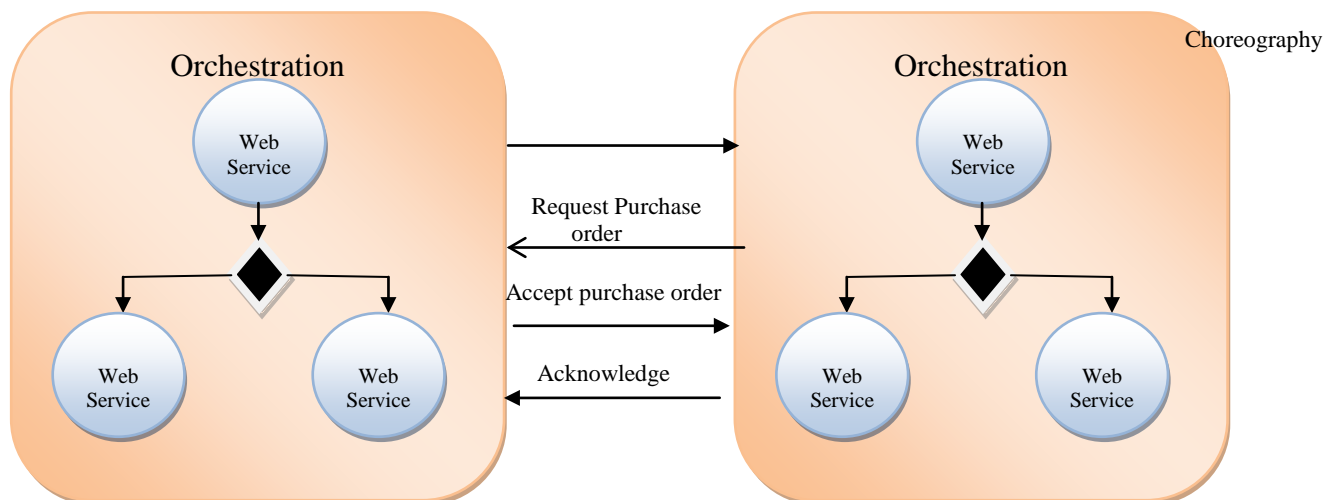 Choreography
Orchestration
Web
Service
Web
Service
Web
Service
Request Purchase
order
Accept purchase order
Acknowledge
Orchestration
Web
Service
Web
Service
Web
Service